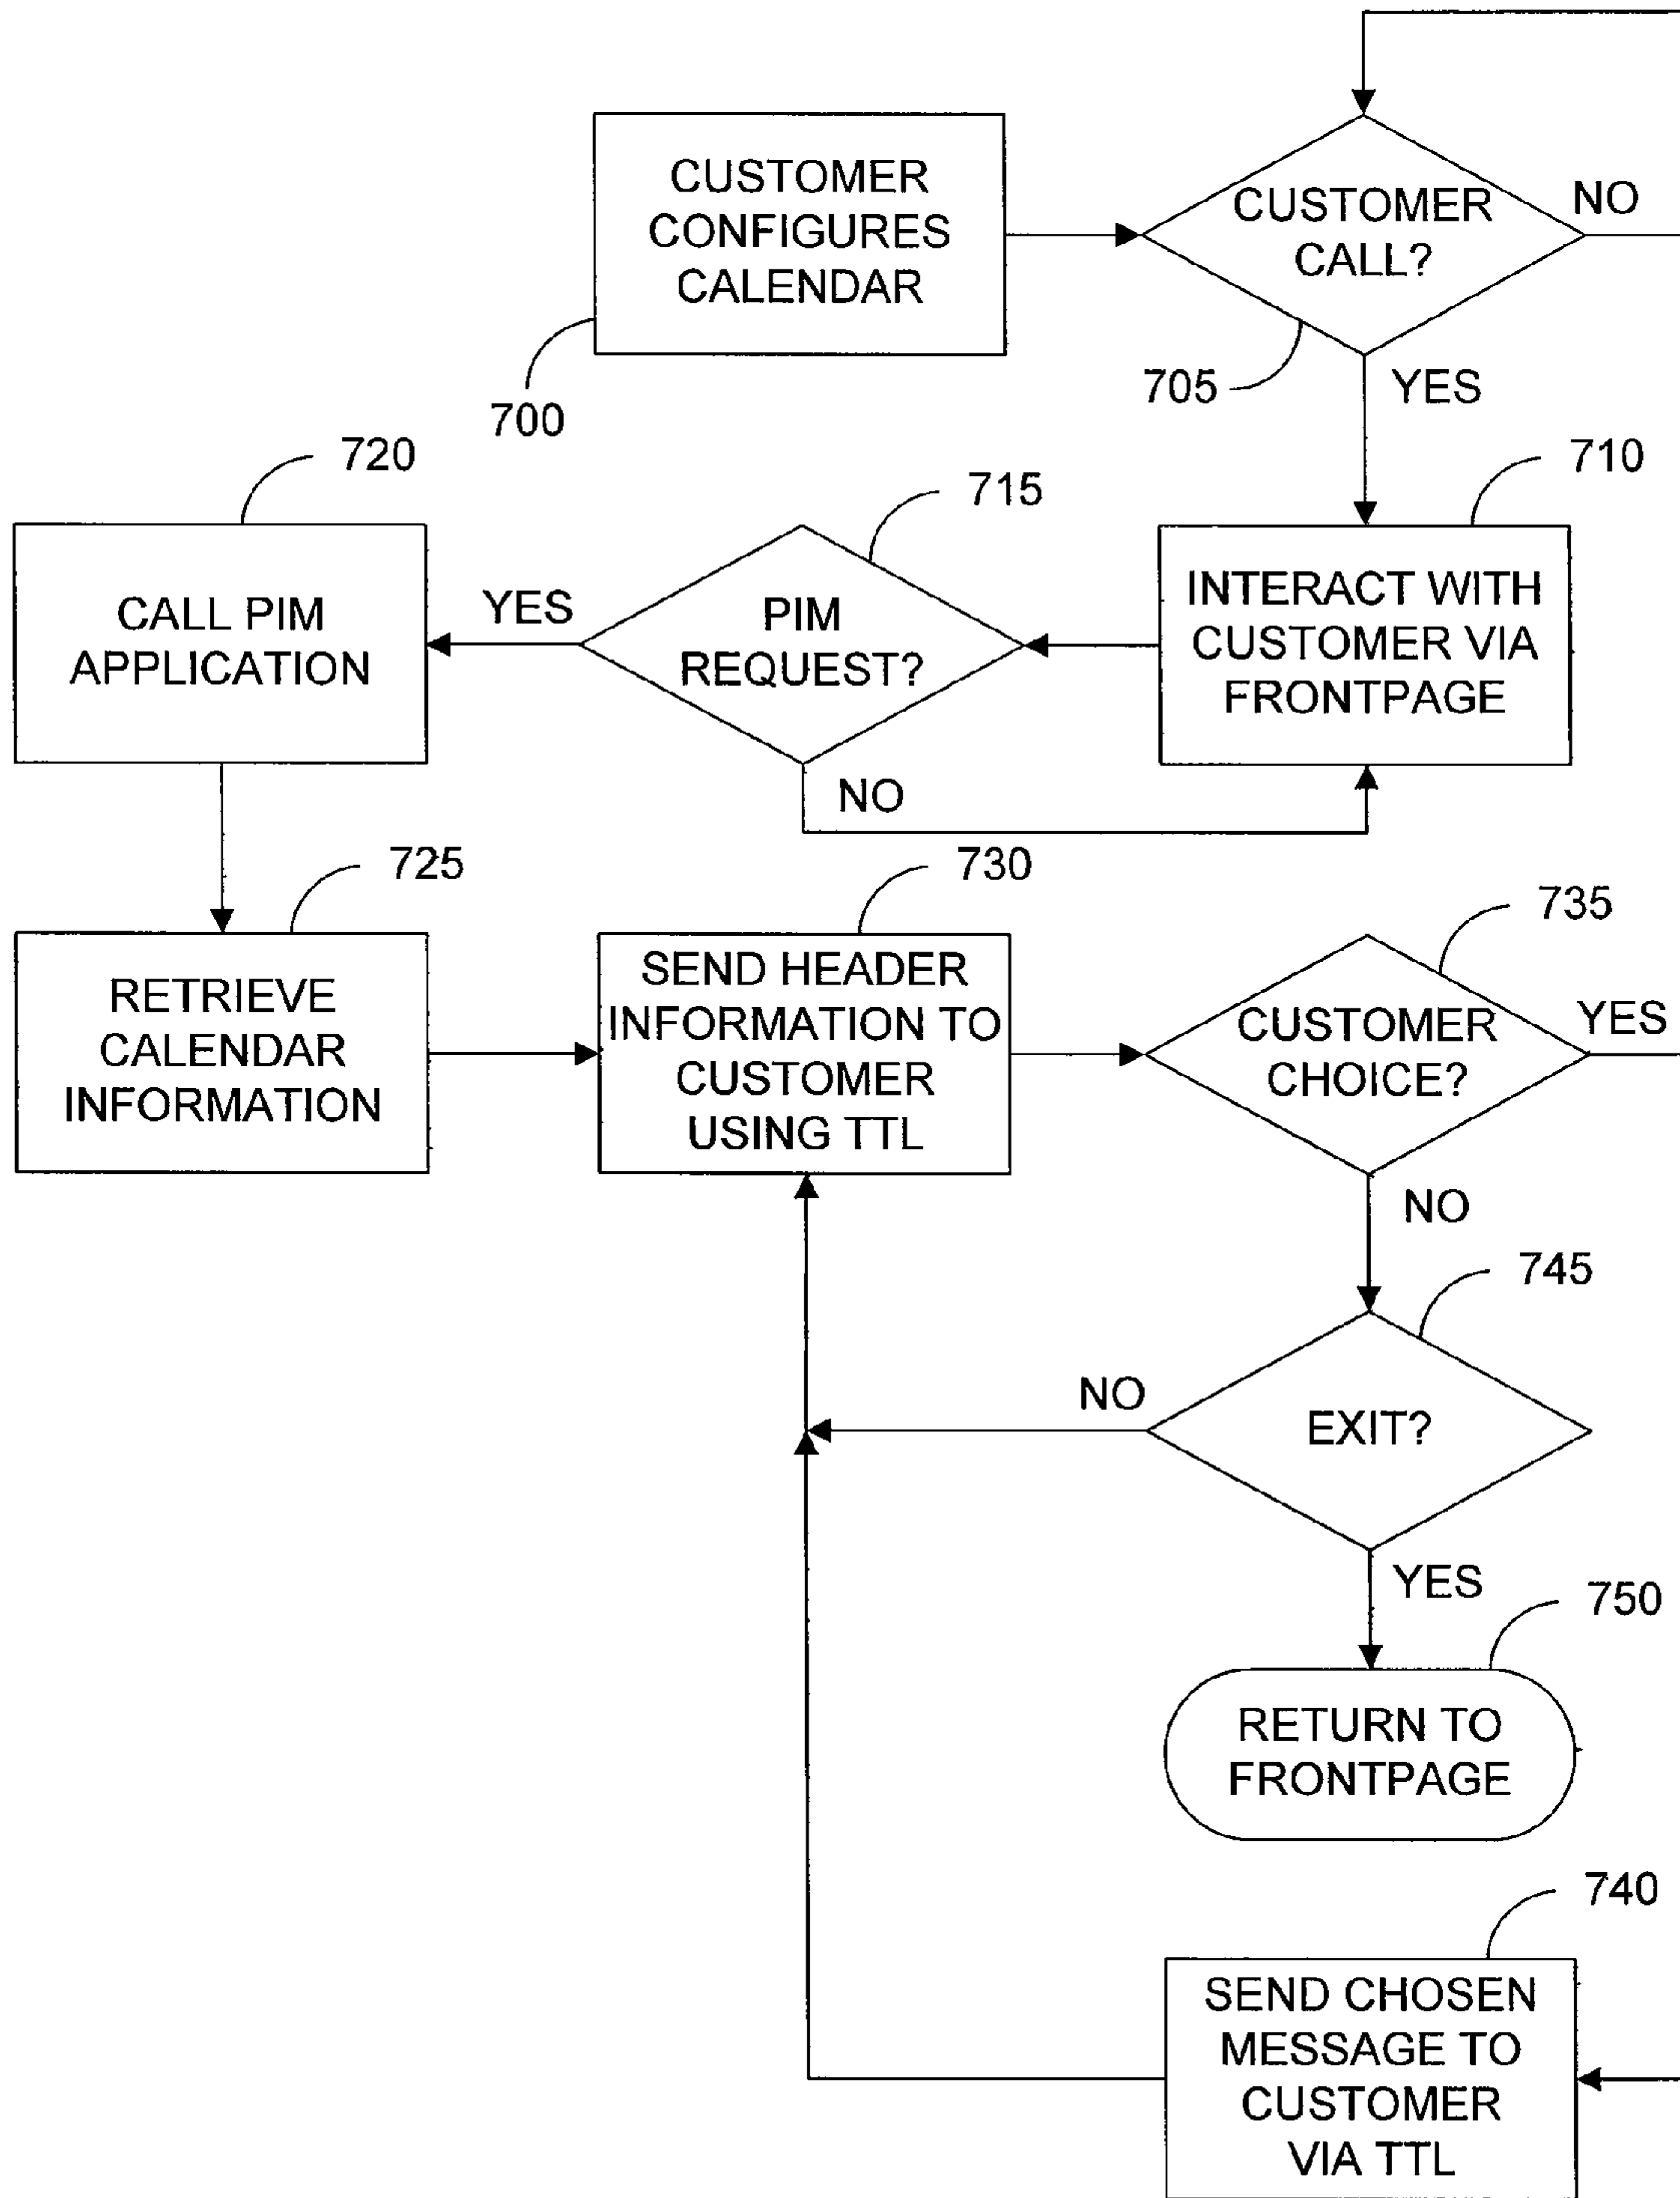 CUSTOMER
CONFIGURES
CALENDAR
700
CUSTOMER
CALL?
NO
705
YES
720
715
710
CALL PIM
APPLICATION
YES
PIM
REQUEST?
INTERACT WITH
CUSTOMER VIA
FRONTPAGE
NO
725
730
735
RETRIEVE
CALENDAR
INFORMATION
SEND HEADER
INFORMATION TO
CUSTOMER
USING TTL
CUSTOMER
CHOICE?
YES
NO
745
NO
EXIT?
YES
750
RETURN TO
FRONTPAGE
740
SEND CHOSEN
MESSAGE TO
CUSTOMER
VIA TTL